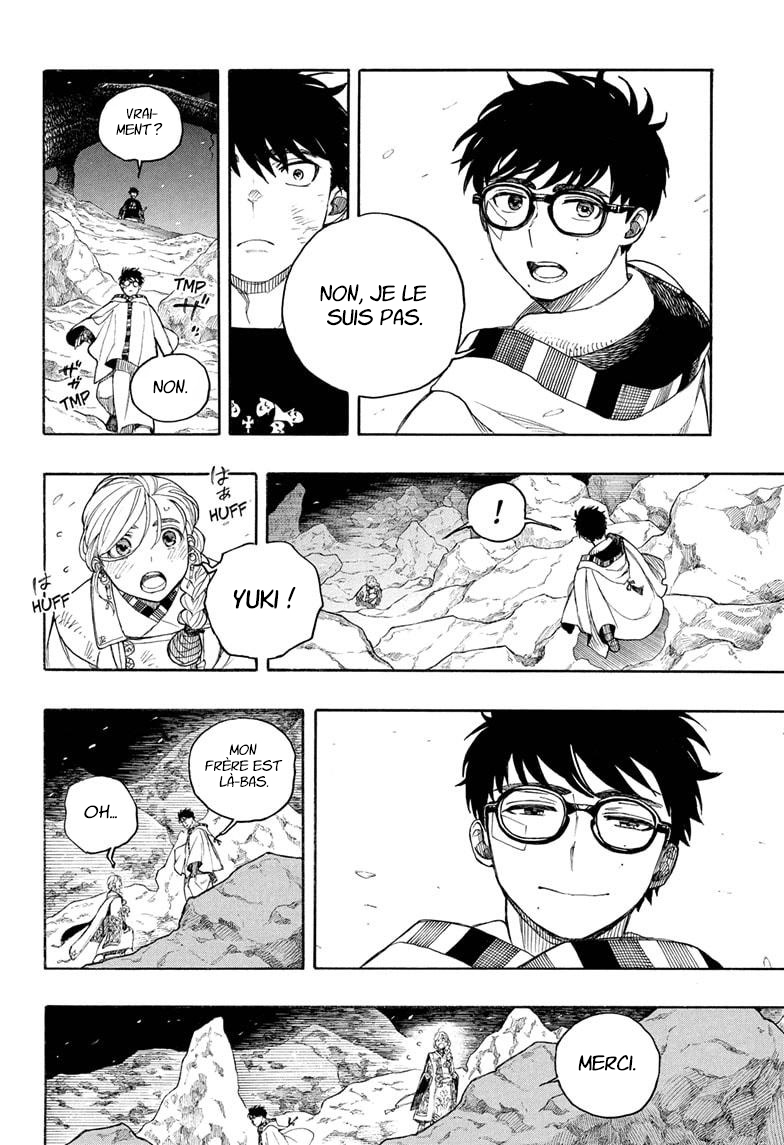 NON, JE LE
SUIS PAS.
VRAI-
MENT ?
TMP
TMP
NON.
!
はぁ
HUFF
は
HUFF
YUKI !
MON
FRÈRE EST
LÀ-BAS.
OH...
MERCI.